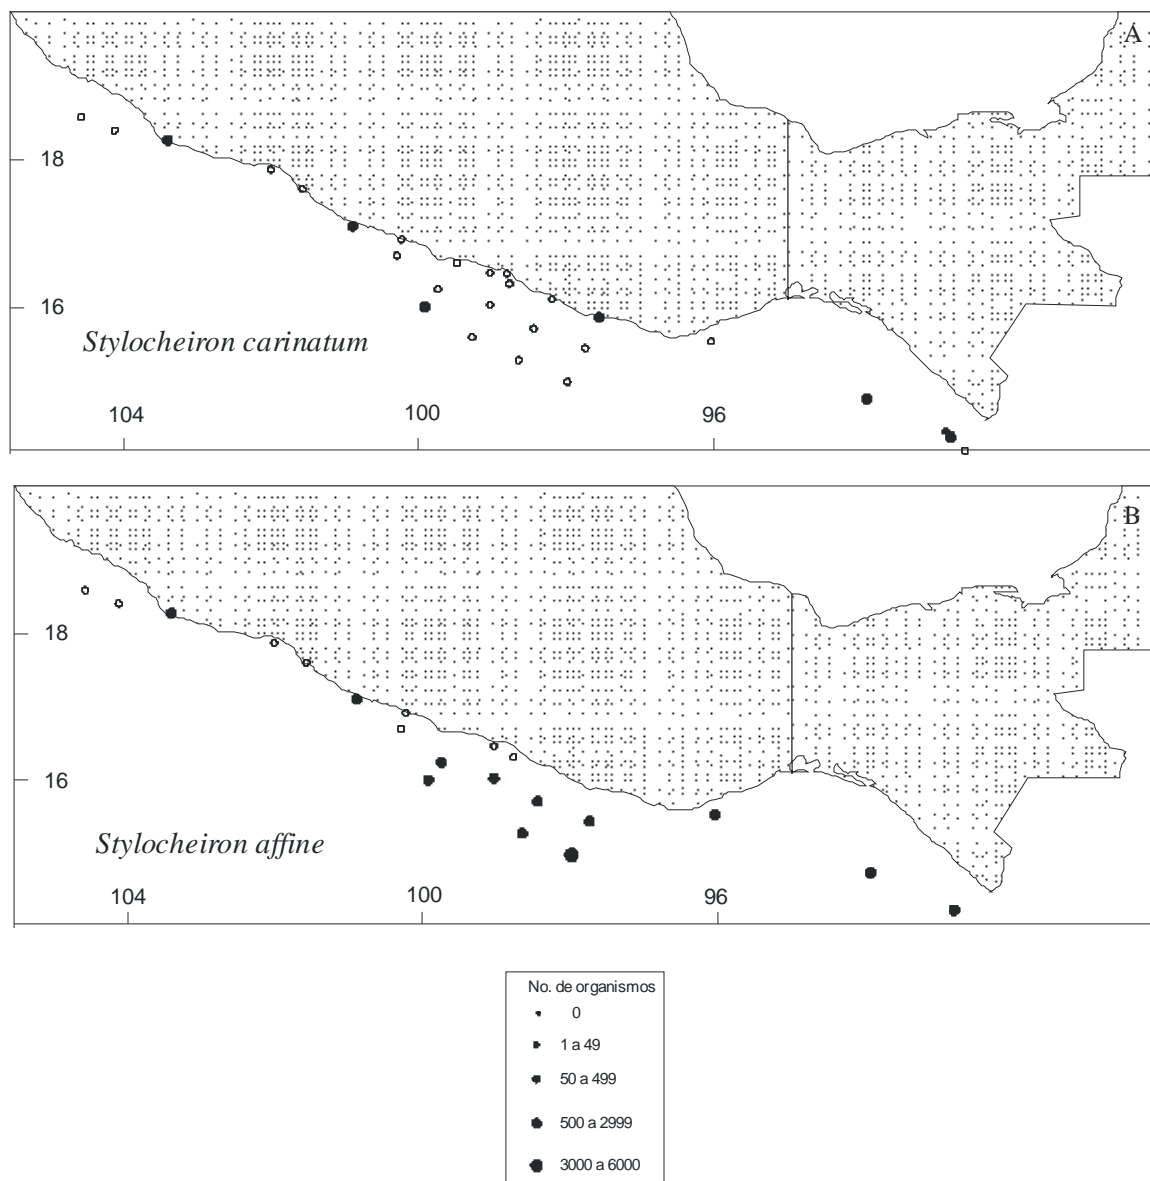 A
18
16
Stylocheiron carinatum
104
100
96
B
18
16
Stylocheiron affine
104
100
96
No. de organismos
0
1 a 49
50 a 499
500 a 2999
3000 a 6000